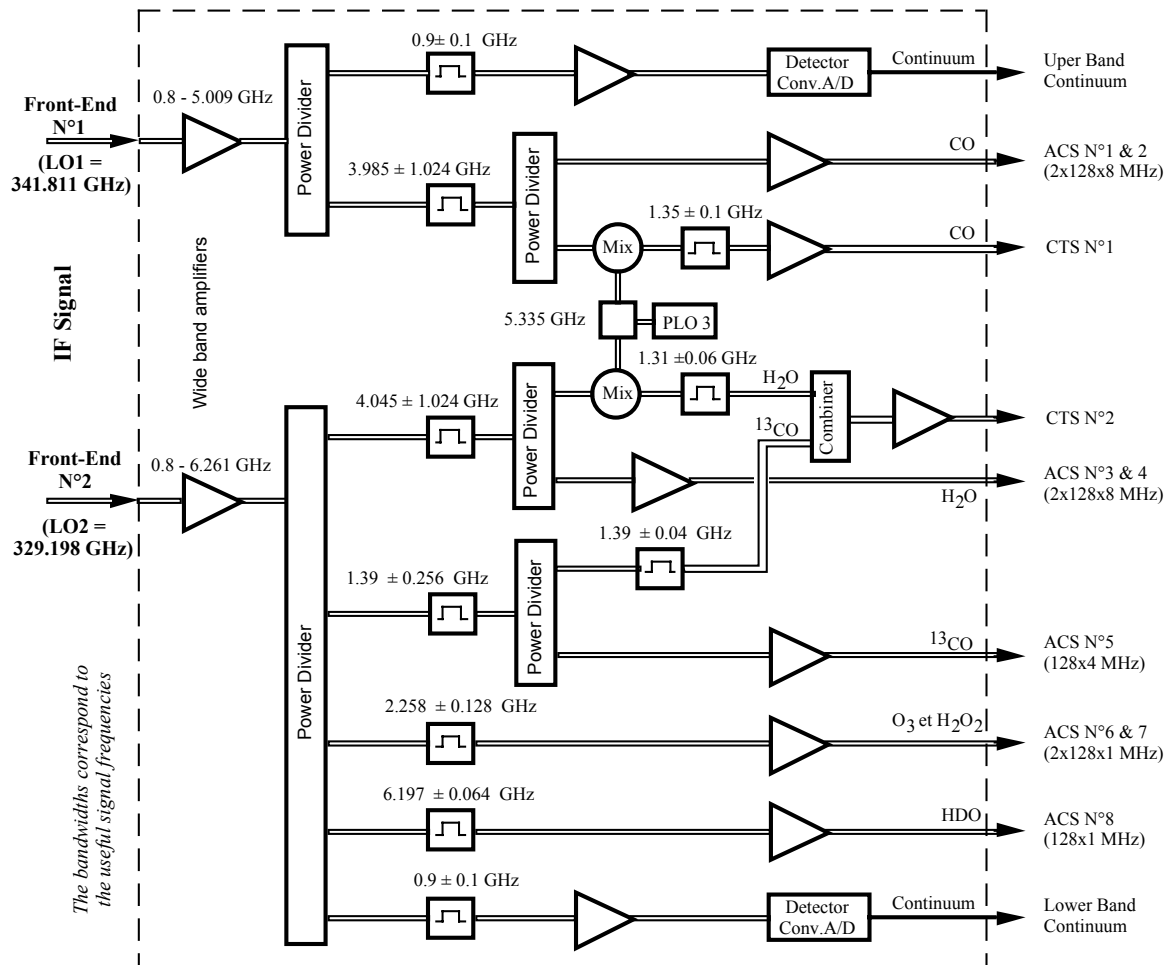 0.9± 0.1 GHz
Detector
Conv.A/D
Continuum
Uper Band
Continuum
Front-End
N°1
(LO1 =
341.811 GHz)
0.8 - 5.009 GHz
Power Divider
3.985 ± 1.024 GHz
Power Divider
CO
ACS N°1 & 2
(2x128x8 MHz)
Mix
1.35 ± 0.1 GHz
CO
CTS N°1
IF Signal
Wide band amplifiers
5.335 GHz
PLO 3
Mix
1.31 ±0.06 GHz
H2O
Combiner
CTS N°2
4.045 ± 1.024 GHz
Power Divider
13CO
ACS N°3 & 4
(2x128x8 MHz)
H2O
Front-End
N°2
(LO2 =
329.198 GHz)
0.8 - 6.261 GHz
Power Divider
1.39 ± 0.04 GHz
1.39 ± 0.256 GHz
Power Divider
13CO
ACS N°5
(128x4 MHz)
The bandwidths correspond to
the useful signal frequencies
2.258 ± 0.128 GHz
O3 et H2O2
ACS N°6 & 7
(2x128x1 MHz)
6.197 ± 0.064 GHz
HDO
ACS N°8
(128x1 MHz)
0.9 ± 0.1 GHz
Detector
Conv.A/D
Continuum
Lower Band
Continuum